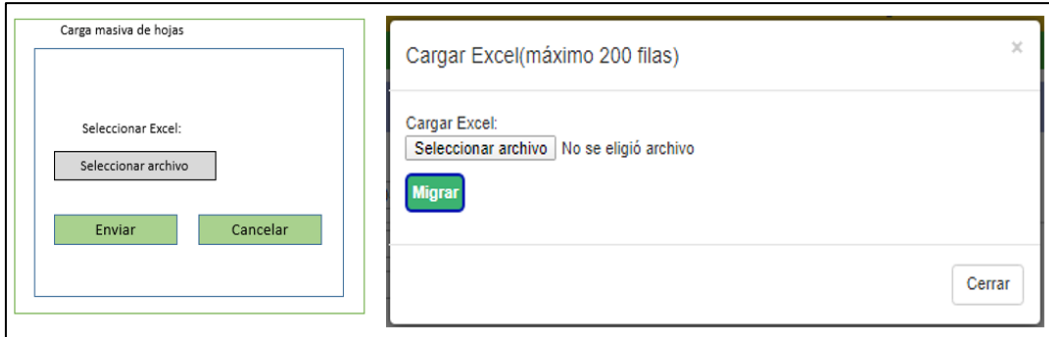 Carga masiva de hojas
Seleccionar Excel:
Seleccionar archivo
Enviar
Cancelar
Cargar Excel(máximo 200 filas)
×
Cargar Excel:
Seleccionar archivo No se eligió archivo
Migrar
Cerrar